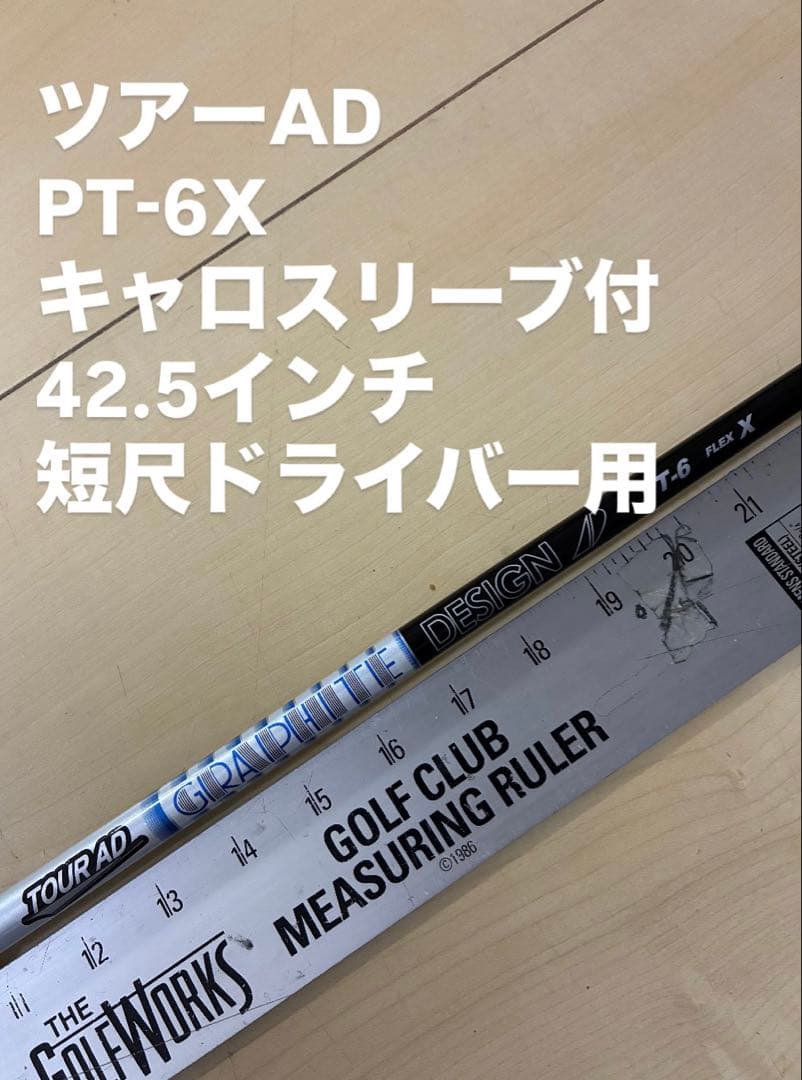 ツアーAD
PT-6X
キャロスリーブ付
42.5インチ
短尺ドライバー用
TOUR AD
GRAPHITE
DESIGN
T-6 FLEX X
11 12 13 14 15 16 17 18 19 20 21
GOLF CLUB
MEASURING RULER
©1986
THE
GOLFWORKS
STANDARD